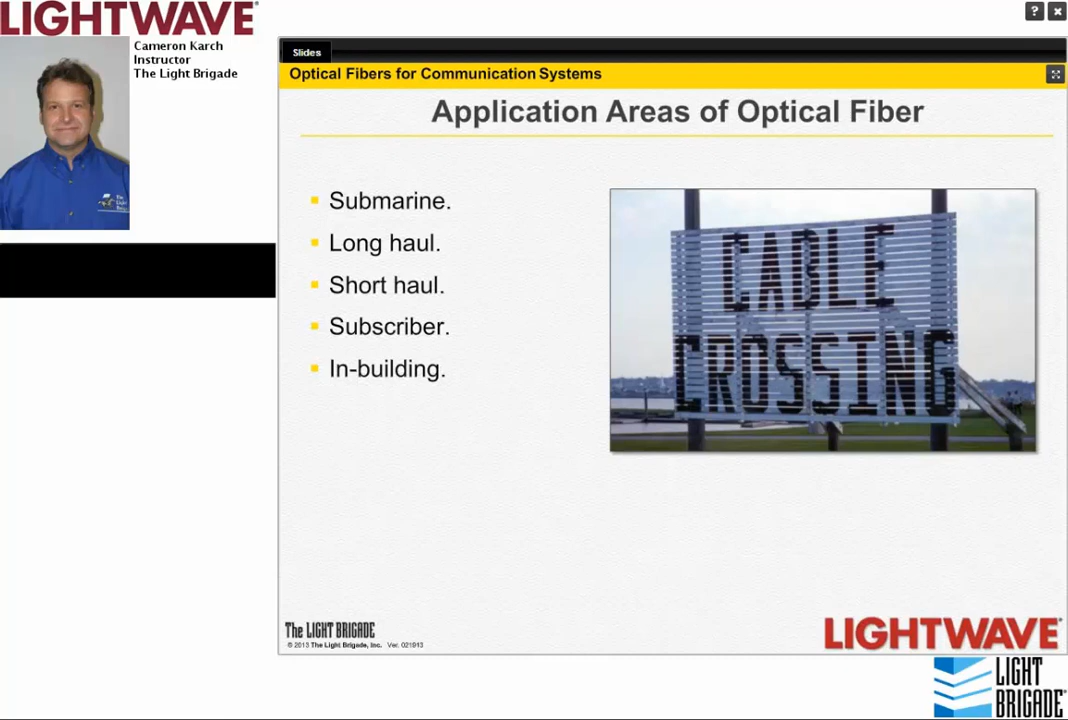 LIGHTWAVE
Cameron Karch
Instructor
The Light Brigade
Slides
Optical Fibers for Communication Systems
Application Areas of Optical Fiber
Submarine.
Long haul.
Short haul.
Subscriber.
In-building.
CABLE
CROSSING
The LIGHT BRIGADE
© 2013 The Light Brigade, Inc. Ver. 021913
LIGHTWAVE
LIGHT
BRIGADE